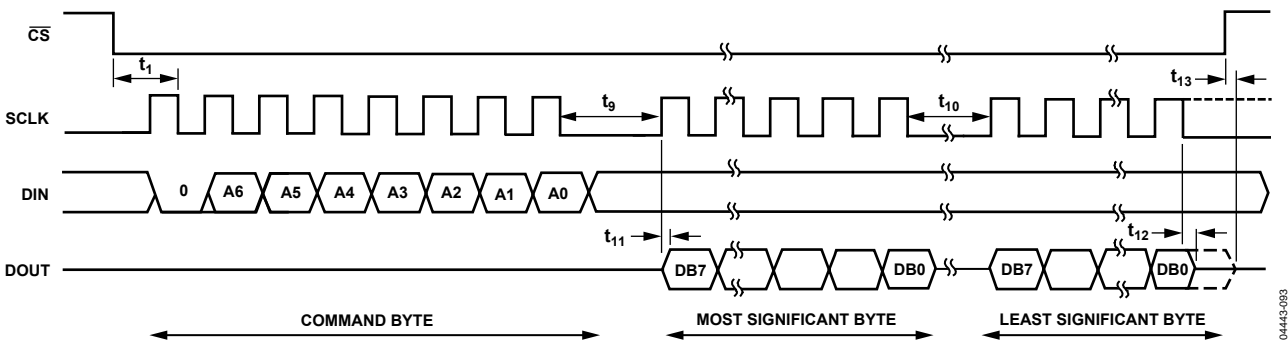 CS
t1
t13
SCLK
t9
t10
DIN
0 A6 A5 A4 A3 A2 A1 A0
t11
t12
DOUT
DB7 DB0 DB7 DB0
COMMAND BYTE MOST SIGNIFICANT BYTE LEAST SIGNIFICANT BYTE
04443-093